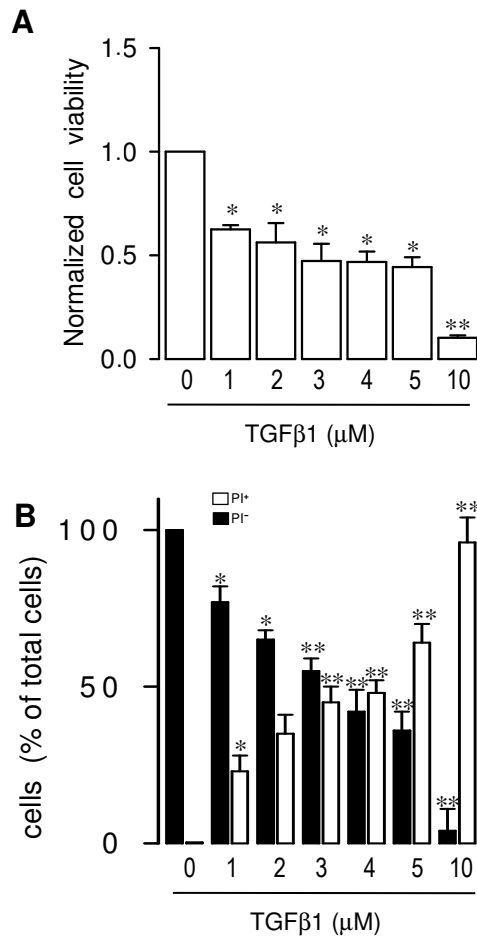 A
1.5
1.0
0.5
0.0
Normalized cell viability
* * * * * **
0 1 2 3 4 5 10
TGFβ1 (μM)
B
PI⁺
PI⁻
100
50
0
cells (% of total cells)
* * * ** ** ** ** ** ** ** **
0 1 2 3 4 5 10
TGFβ1 (μM)